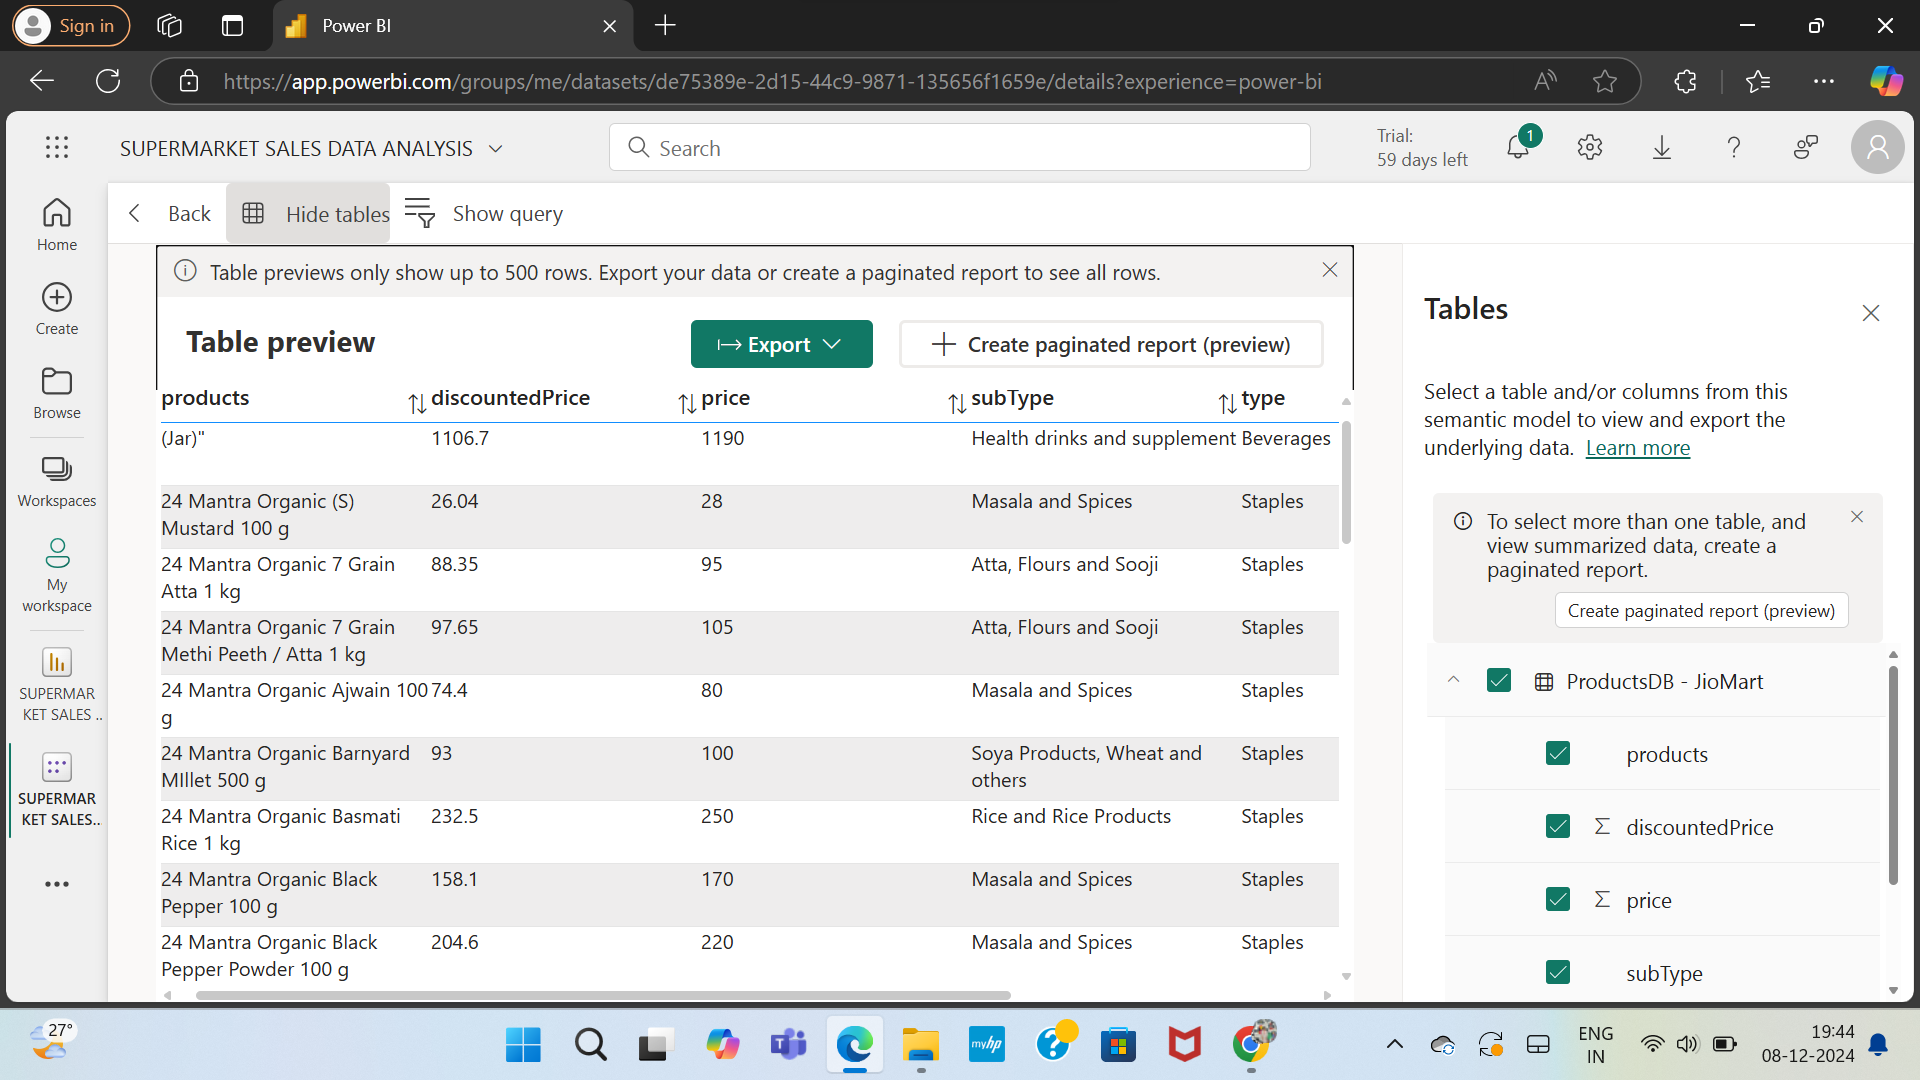 Sign in
Power BI
https://app.powerbi.com/groups/me/datasets/de75389e-2d15-44c9-9871-135656f1659e/details?experience=power-bi
SUPERMARKET SALES DATA ANALYSIS
Search
Trial:
59 days left
1
Home
Create
Browse
Workspaces
My
workspace
SUPERMAR
KET SALES ..
SUPERMAR
KET SALES...
Back
Hide tables
Show query
Table previews only show up to 500 rows. Export your data or create a paginated report to see all rows.
Table preview
Export
Create paginated report (preview)
products discountedPrice price subType type
(Jar)" 1106.7 1190 Health drinks and supplement Beverages
24 Mantra Organic (S) 26.04 28 Masala and Spices Staples
Mustard 100 g
24 Mantra Organic 7 Grain 88.35 95 Atta, Flours and Sooji Staples
Atta 1 kg
24 Mantra Organic 7 Grain 97.65 105 Atta, Flours and Sooji Staples
Methi Peeth / Atta 1 kg
24 Mantra Organic Ajwain 100 74.4 80 Masala and Spices Staples
g
24 Mantra Organic Barnyard 93 100 Soya Products, Wheat and Staples
MIllet 500 g others
24 Mantra Organic Basmati 232.5 250 Rice and Rice Products Staples
Rice 1 kg
24 Mantra Organic Black 158.1 170 Masala and Spices Staples
Pepper 100 g
24 Mantra Organic Black 204.6 220 Masala and Spices Staples
Pepper Powder 100 g
Tables
Select a table and/or columns from this
semantic model to view and export the
underlying data. Learn more
To select more than one table, and
view summarized data, create a
paginated report.
Create paginated report (preview)
ProductsDB - JioMart
products
Σ discountedPrice
Σ price
subType
27°
myhp
ENG
IN
19:44
08-12-2024